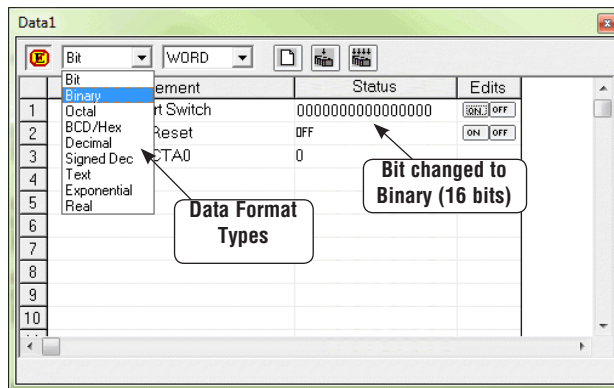 Data1
E Bit WORD
Bit
Binary
Octal
BCD/Hex
Decimal
Signed Dec
Text
Exponential
Real
ement Status Edits
1 rt Switch 0000000000000000 ON OFF
2 Reset OFF ON OFF
3 CTA0 0
4
5
6
7
8
9
10
Bit changed to
Binary (16 bits)
Data Format
Types